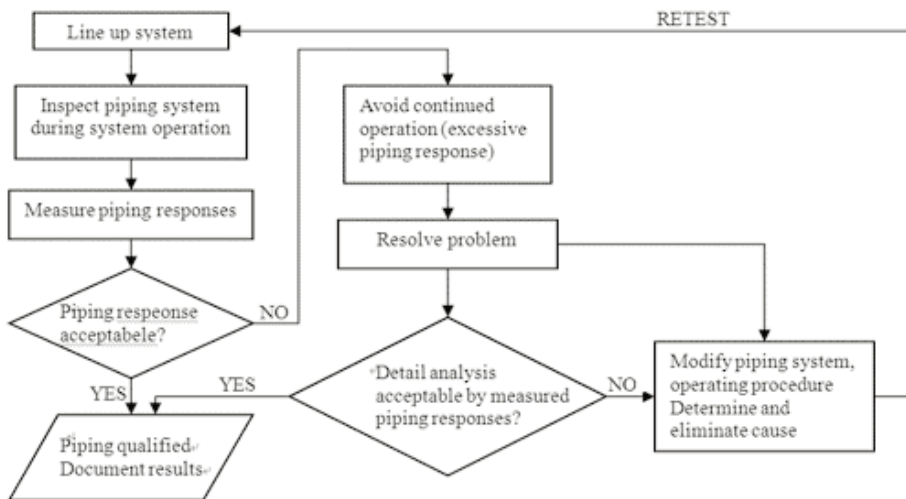 RETEST
Line up system
Inspect piping system
during system operation
Measure piping responses
Piping respeonse
acceptabele?
NO
YES
Piping qualified
Document results
Avoid continued
operation (excessive
piping response)
Resolve problem
Detail analysis
acceptable by measured
piping responses?
YES
NO
Modify piping system,
operating procedure
Determine and
eliminate cause